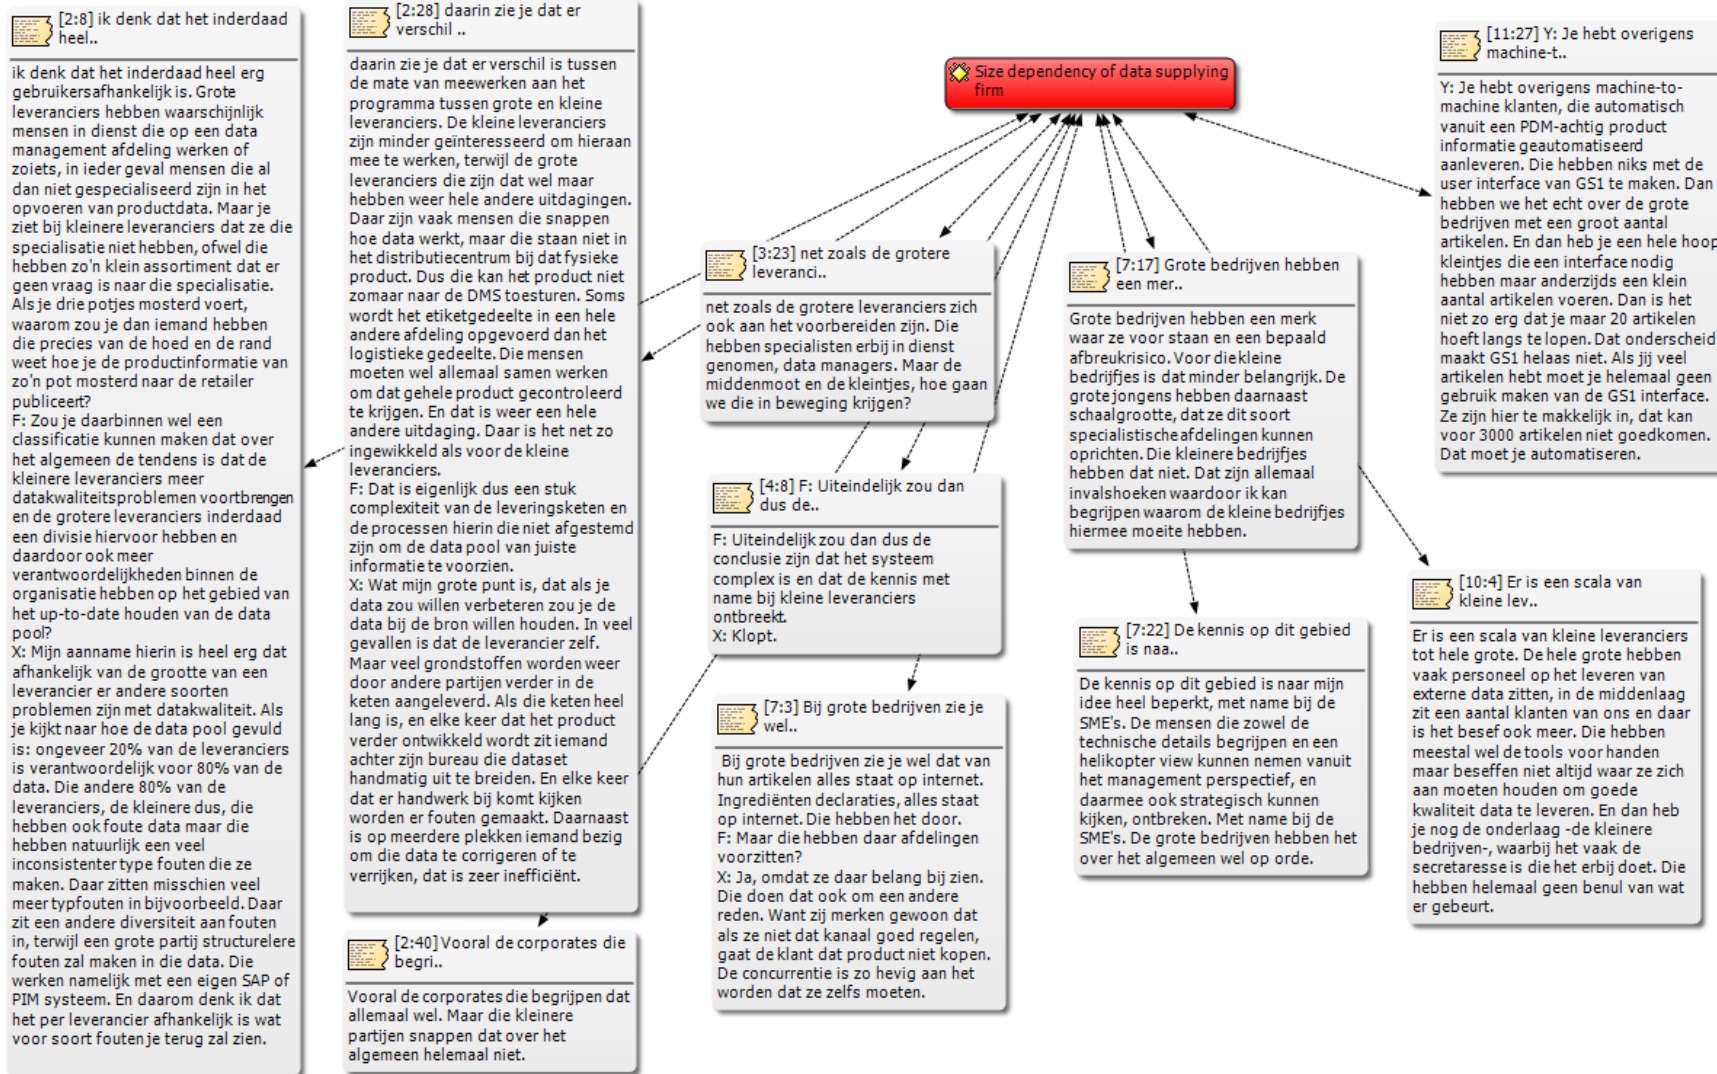 [2:8] ik denk dat het inderdaad
heel..
ik denk dat het inderdaad heel erg
gebruikersafhankelijk is. Grote
leveranciers hebben waarschijnlijk
mensen in dienst die op een data
management afdeling werken of
zoiets, in ieder geval mensen die al
dan niet gespecialiseerd zijn in het
opvoeren van productdata. Maar je
ziet bij kleinere leveranciers dat ze die
specialisatie niet hebben, ofwel die
hebben zo'n klein assortiment dat er
geen vraag is naar die specialisatie.
Als je drie potjes mosterd voert,
waarom zou je dan iemand hebben
die precies van de hoed en de rand
weet hoe je de productinformatie van
zo'n pot mosterd naar de retailer
publiceert?
F: Zou je daarbinnen wel een
classificatie kunnen maken dat over
het algemeen de tendens is dat de
kleinere leveranciers meer
datakwaliteitsproblemen voortbrengen
en de grotere leveranciers inderdaad
een divisie hiervoor hebben en
daardoor ook meer
verantwoordelijkheden binnen de
organisatie hebben op het gebied van
het up-to-date houden van de data
pool?
X: Mijn aanname hierin is heel erg dat
afhankelijk van de grootte van een
leverancier er andere soorten
problemen zijn met datakwaliteit. Als
je kijkt naar hoe de data pool gevuld
is: ongeveer 20% van de leveranciers
is verantwoordelijk voor 80% van de
data. Die andere 80% van de
leveranciers, de kleinere dus, die
hebben ook foute data maar die
hebben natuurlijk een veel
inconsistenter type fouten die ze
maken. Daar zitten misschien veel
meer typfouten in bijvoorbeeld. Daar
zit een andere diversiteit aan fouten
in, terwijl een grote partij structurelere
fouten zal maken in die data. Die
werken namelijk met een eigen SAP of
PIM systeem. En daarom denk ik dat
het per leverancier afhankelijk is wat
voor soort fouten je terug zal zien.
[2:28] daarin zie je dat er
verschil ..
daarin zie je dat er verschil is tussen
de mate van meewerken aan het
programma tussen grote en kleine
leveranciers. De kleine leveranciers
zijn minder geïnteresseerd om hieraan
mee te werken, terwijl de grote
leveranciers die zijn dat wel maar
hebben weer hele andere uitdagingen.
Daar zijn vaak mensen die snappen
hoe data werkt, maar die staan niet in
het distributiecentrum bij dat fysieke
product. Dus die kan het product niet
zomaar naar de DMS toesturen. Soms
wordt het etiketgedeelte in een hele
andere afdeling opgevoerd dan het
logistieke gedeelte. Die mensen
moeten wel allemaal samen werken
om dat gehele product gecontroleerd
te krijgen. En dat is weer een hele
andere uitdaging. Daar is het net zo
ingewikkeld als voor de kleine
leveranciers.
F: Dat is eigenlijk dus een stuk
complexiteit van de leveringsketen en
de processen hierin die niet afgestemd
zijn om de data pool van juiste
informatie te voorzien.
X: Wat mijn grote punt is, dat als je
data zou willen verbeteren zou je de
data bij de bron willen houden. In veel
gevallen is dat de leverancier zelf.
Maar veel grondstoffen worden weer
door andere partijen verder in de
keten aangeleverd. Als die keten heel
lang is, en elke keer dat het product
verder ontwikkeld wordt zit iemand
achter zijn bureau die dataset
handmatig uit te breiden. En elke keer
dat er handwerk bij komt kijken
worden er fouten gemaakt. Daarnaast
is op meerdere plekken iemand bezig
om die data te corrigeren of te
verrijken, dat is zeer inefficiënt.
[2:40] Vooral de corporates die
begri..
Vooral de corporates die begrijpen dat
allemaal wel. Maar die kleinere
partijen snappen dat over het
algemeen helemaal niet.
Size dependency of data supplying
firm
[3:23] net zoals de grotere
leveranci..
net zoals de grotere leveranciers zich
ook aan het voorbereiden zijn. Die
hebben specialisten erbij in dienst
genomen, data managers. Maar de
middenmoot en de kleintjes, hoe gaan
we die in beweging krijgen?
[4:8] F: Uiteindelijk zou dan
dus de..
F: Uiteindelijk zou dan dus de
conclusie zijn dat het systeem
complex is en dat de kennis met
name bij kleine leveranciers
ontbreekt.
X: Klopt.
[7:3] Bij grote bedrijven zie je
wel..
Bij grote bedrijven zie je wel dat van
hun artikelen alles staat op internet.
Ingrediënten declaraties, alles staat
op internet. Die hebben het door.
F: Maar die hebben daar afdelingen
voorzitten?
X: Ja, omdat ze daar belang bij zien.
Die doen dat ook om een andere
reden. Want zij merken gewoon dat
als ze niet dat kanaal goed regelen,
gaat de klant dat product niet kopen.
De concurrentie is zo hevig aan het
worden dat ze zelfs moeten.
[7:17] Grote bedrijven hebben
een mer..
Grote bedrijven hebben een merk
waar ze voor staan en een bepaald
afbreukrisico. Voor die kleine
bedrijfjes is dat minder belangrijk. De
grote jongens hebben daarnaast
schaalgrootte, dat ze dit soort
specialistische afdelingen kunnen
oprichten. Die kleinere bedrijfjes
hebben dat niet. Dat zijn allemaal
invalshoeken waardoor ik kan
begrijpen waarom de kleine bedrijfjes
hiermee moeite hebben.
[7:22] De kennis op dit gebied
is naa..
De kennis op dit gebied is naar mijn
idee heel beperkt, met name bij de
SME's. De mensen die zowel de
technische details begrijpen en een
helikopter view kunnen nemen vanuit
het management perspectief, en
daarmee ook strategisch kunnen
kijken, ontbreken. Met name bij de
SME's. De grote bedrijven hebben het
over het algemeen wel op orde.
[11:27] Y: Je hebt overigens
machine-t..
Y: Je hebt overigens machine-to-
machine klanten, die automatisch
vanuit een PDM-achtig product
informatie geautomatiseerd
aanleveren. Die hebben niks met de
user interface van GS1 te maken. Dan
hebben we het echt over de grote
bedrijven met een groot aantal
artikelen. En dan heb je een hele hoop
kleintjes die een interface nodig
hebben maar anderzijds een klein
aantal artikelen voeren. Dan is het
niet zo erg dat je maar 20 artikelen
hoeft langs te lopen. Dat onderscheid
maakt GS1 helaas niet. Als jij veel
artikelen hebt moet je helemaal geen
gebruik maken van de GS1 interface.
Ze zijn hier te makkelijk in, dat kan
voor 3000 artikelen niet goedkomen.
Dat moet je automatiseren.
[10:4] Er is een scala van
kleine lev..
Er is een scala van kleine leveranciers
tot hele grote. De hele grote hebben
vaak personeel op het leveren van
externe data zitten, in de middenlaag
zit een aantal klanten van ons en daar
is het besef ook meer. Die hebben
meestal wel de tools voor handen
maar beseffen niet altijd waar ze zich
aan moeten houden om goede
kwaliteit data te leveren. En dan heb
je nog de onderlaag -de kleinere
bedrijven-, waarbij het vaak de
secretaresse is die het erbij doet. Die
hebben helemaal geen benul van wat
er gebeurt.